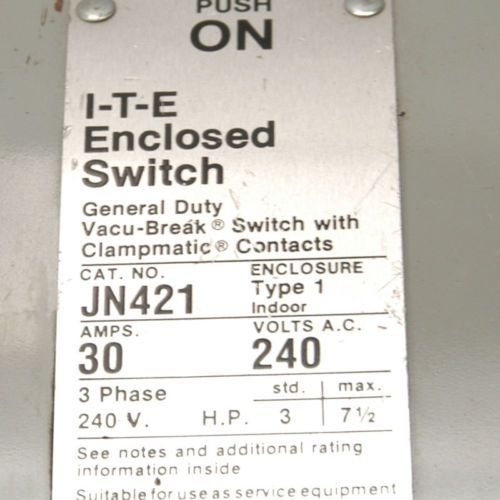 PUSH
ON
I-T-E
Enclosed
Switch
General Duty
Vacu-Break® Switch with
Clampmatic® Contacts
CAT. NO. ENCLOSURE
JN421 Type 1
Indoor
AMPS. VOLTS A.C.
30 240
3 Phase std. max.
240 V. H.P. 3 7½
See notes and additional rating
information inside
Suitable for use as service equipment